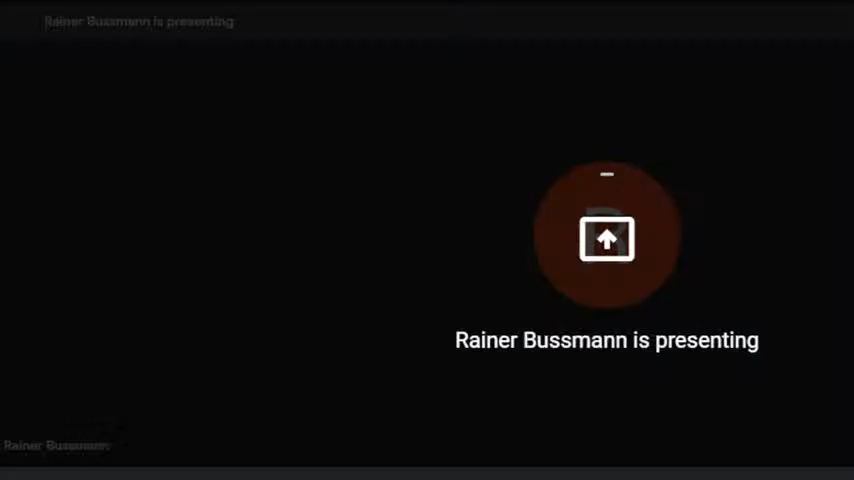 Rainer Bussmann is presenting
R
Rainer Bussmann is presenting
Rainer Bussmann